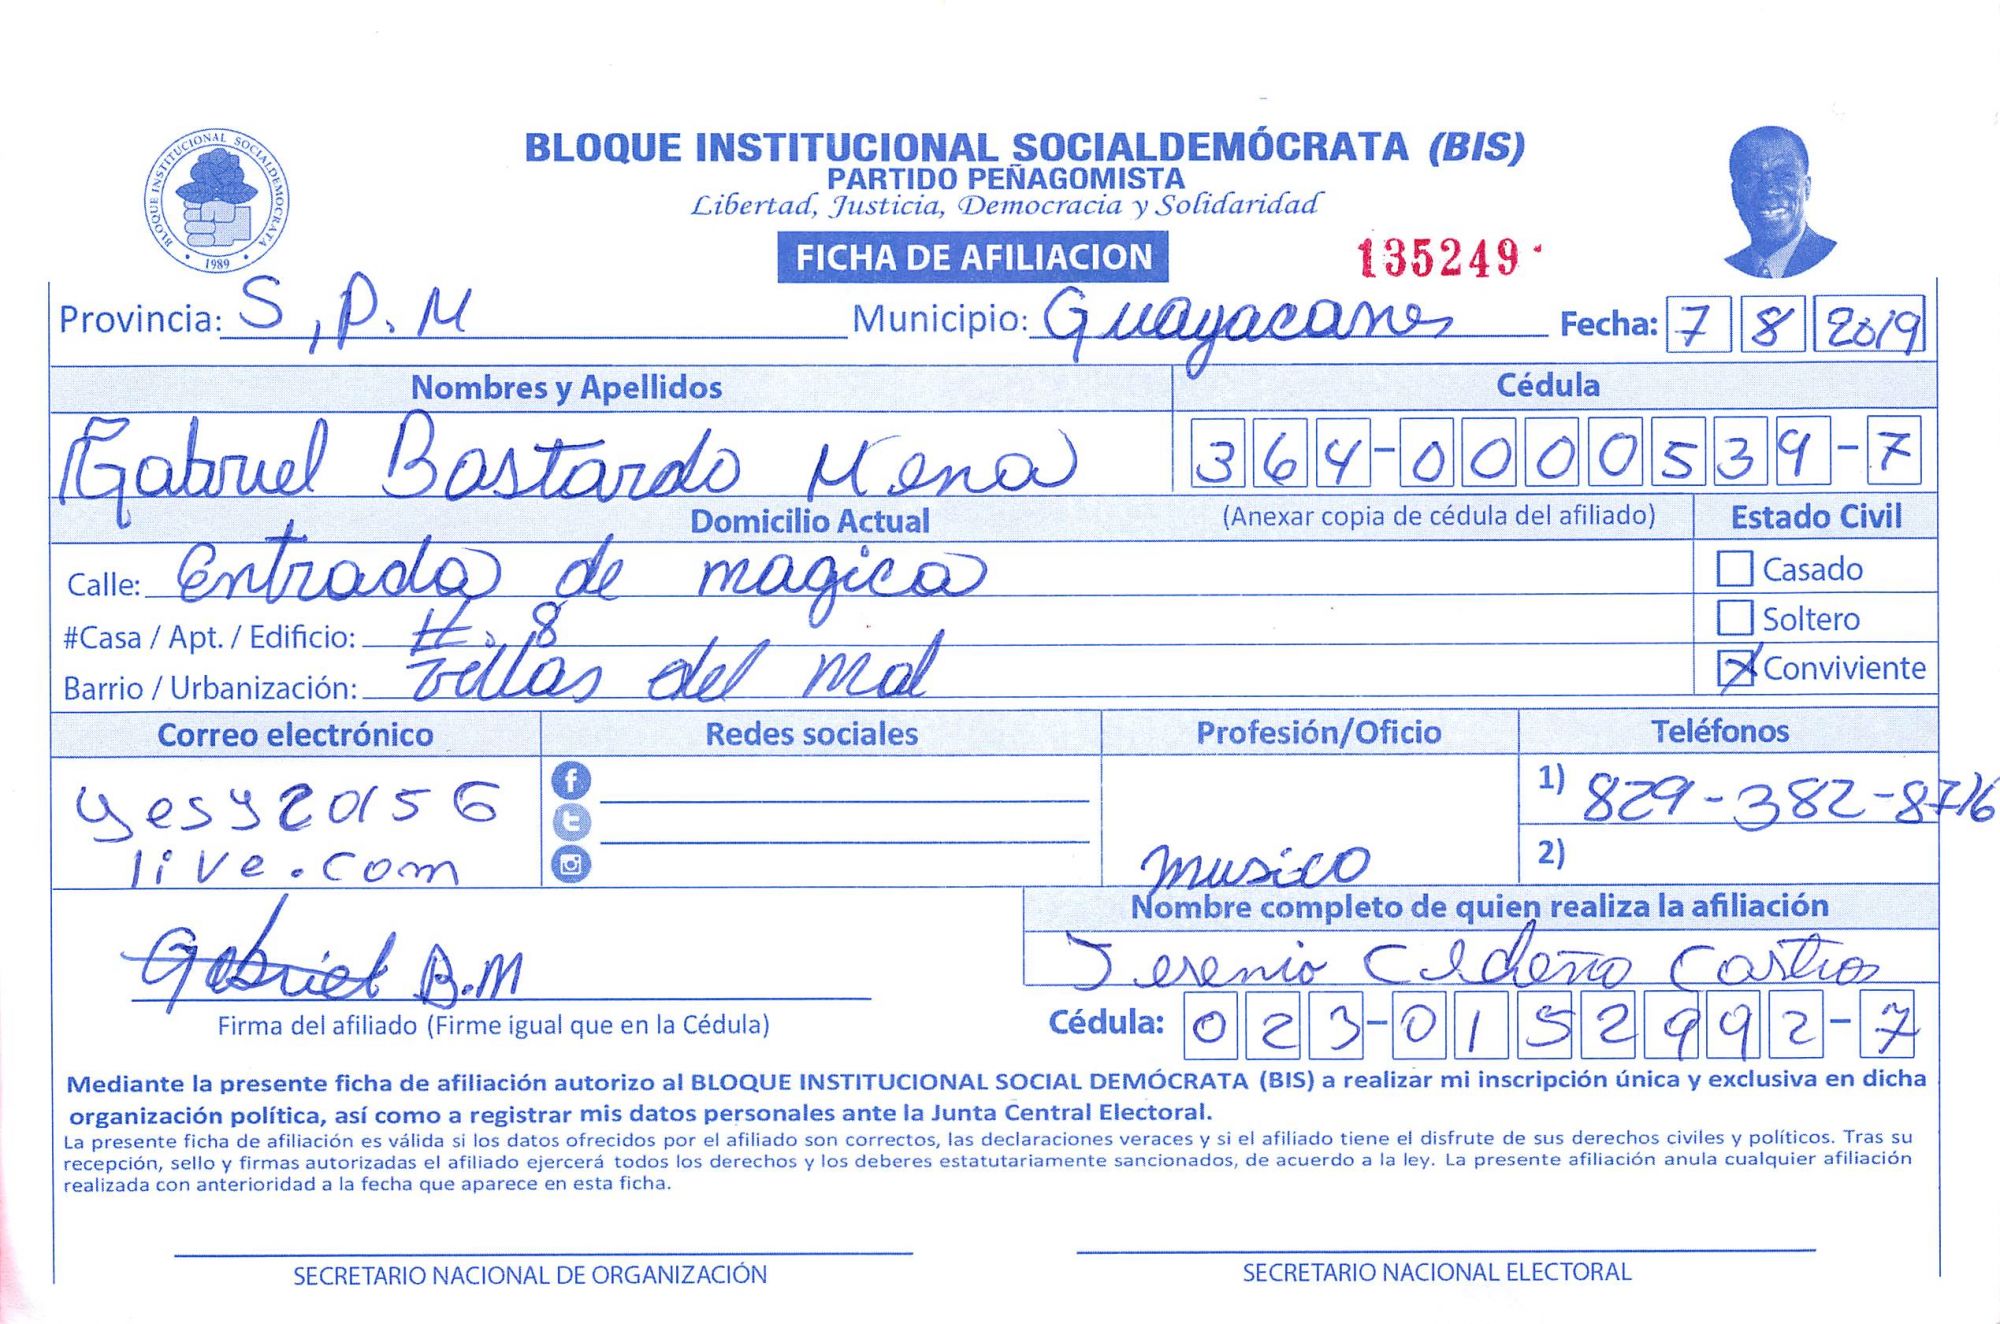 BLOQUE INSTITUCIONAL SOCIALDEMOCRATA
1989
BLOQUE INSTITUCIONAL SOCIALDEMÓCRATA (BIS)
PARTIDO PEÑAGOMISTA
Libertad, Justicia, Democracia y Solidaridad
FICHA DE AFILIACION 135249
Provincia: S,P.M Municipio: Guayacanes Fecha: 7 8 2019
Nombres y Apellidos Cédula
Gabriel Bastardo Mena 364-0000539-7
Domicilio Actual (Anexar copia de cédula del afiliado) Estado Civil
Calle: Entrada de magica Casado
#Casa / Apt. / Edificio: #. 8 Soltero
Barrio / Urbanización: del Conviviente
Correo electrónico Redes sociales Profesión/Oficio Teléfonos
yesy2015G 1) 829-382-8716
live.com musico 2)
Nombre completo de quien realiza la afiliación
Gabriel B.M Castro
Firma del afiliado (Firme igual que en la Cédula) Cédula: 023-0152992-7
Mediante la presente ficha de afiliación autorizo al BLOQUE INSTITUCIONAL SOCIAL DEMÓCRATA (BIS) a realizar mi inscripción única y exclusiva en dicha
organización política, así como a registrar mis datos personales ante la Junta Central Electoral.
La presente ficha de afiliación es válida si los datos ofrecidos por el afiliado son correctos, las declaraciones veraces y si el afiliado tiene el disfrute de sus derechos civiles y políticos. Tras su
recepción, sello y firmas autorizadas el afiliado ejercerá todos los derechos y los deberes estatutariamente sancionados, de acuerdo a la ley. La presente afiliación anula cualquier afiliación
realizada con anterioridad a la fecha que aparece en esta ficha.
SECRETARIO NACIONAL DE ORGANIZACIÓN SECRETARIO NACIONAL ELECTORAL